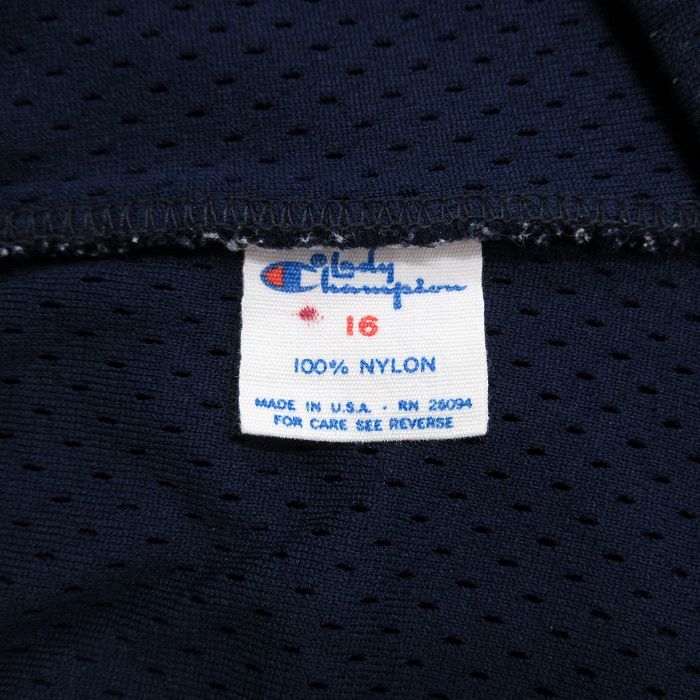 Lady
Champion
16
100% NYLON
MADE IN U.S.A. · RN 26094
FOR CARE SEE REVERSE